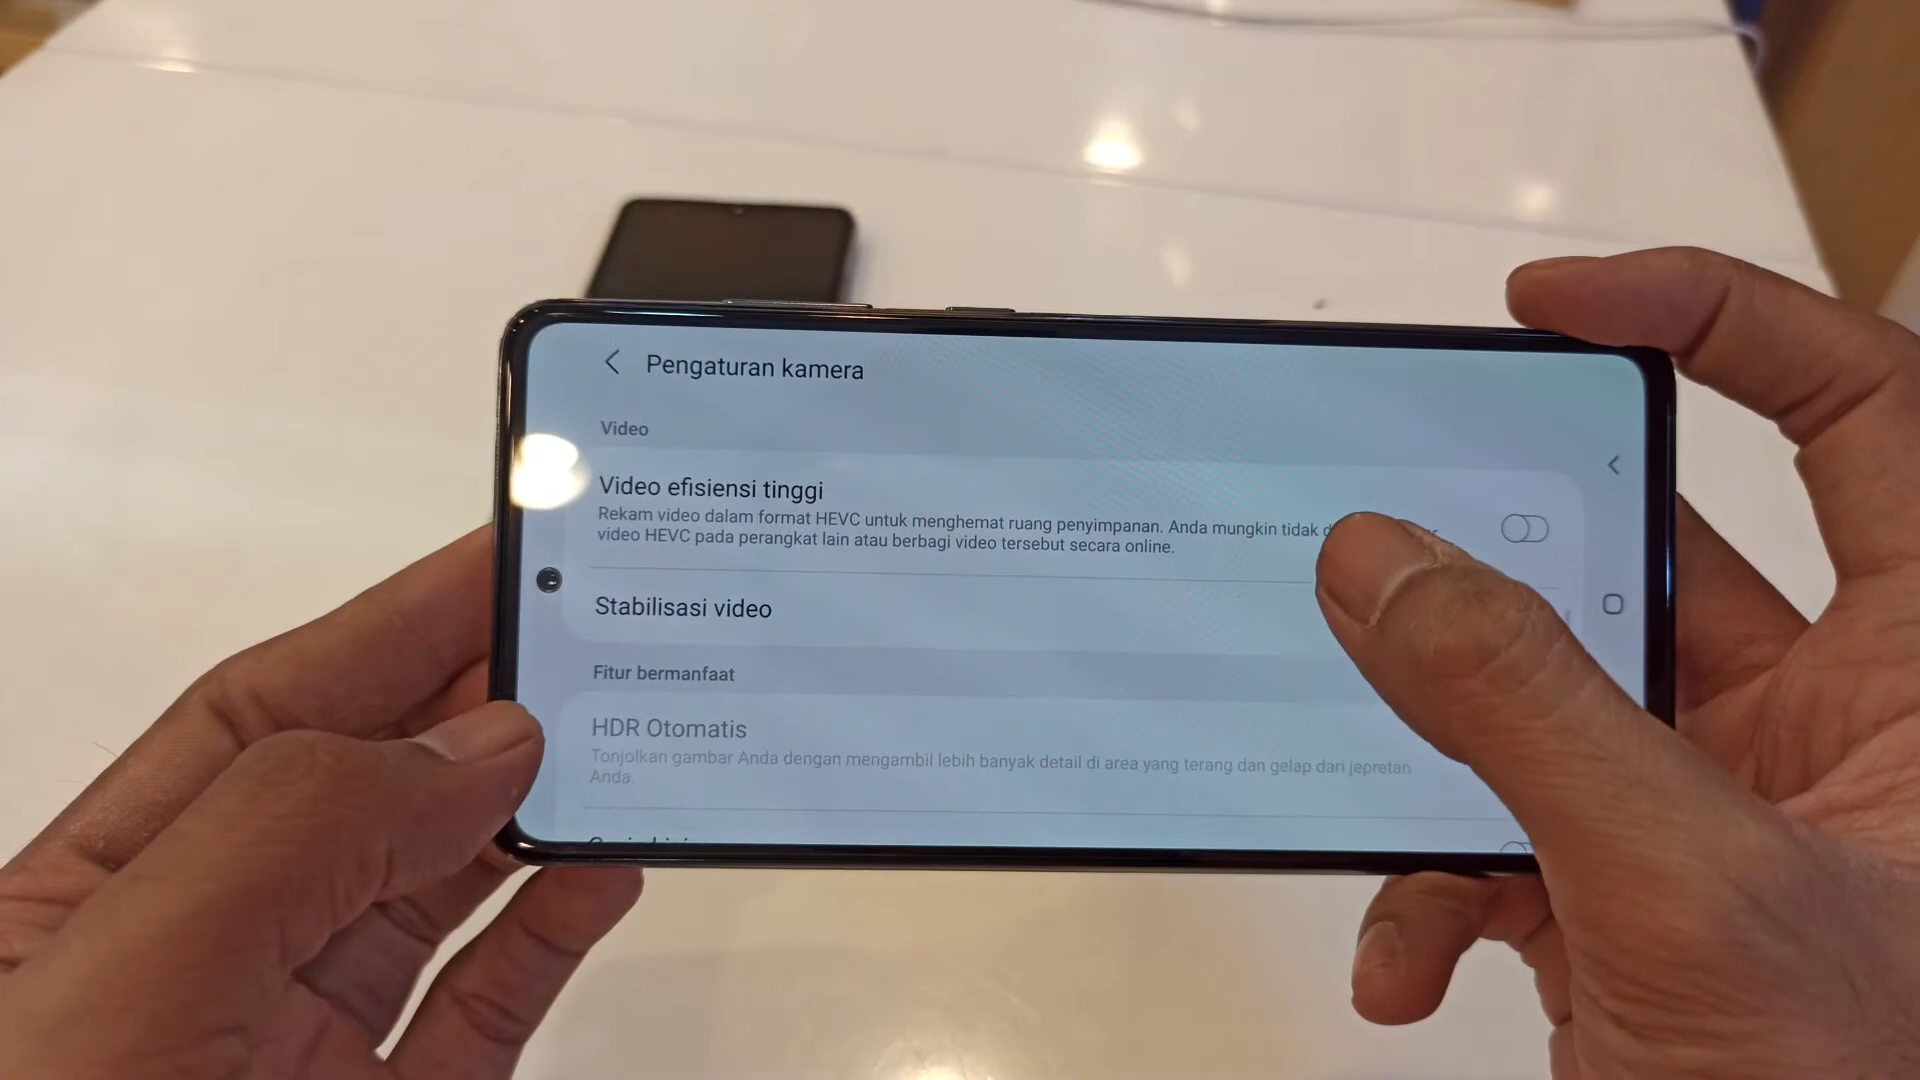 Pengaturan kamera
Video
Video efisiensi tinggi
Rekam video dalam format HEVC untuk menghemat ruang penyimpanan. Anda mungkin tidak
video HEVC pada perangkat lain atau berbagi video tersebut secara online.
Stabilisasi video
Fitur bermanfaat
HDR Otomatis
Tonjolkan gambar Anda dengan mengambil lebih banyak detail di area yang terang dan gelap dari jepretan
Anda.